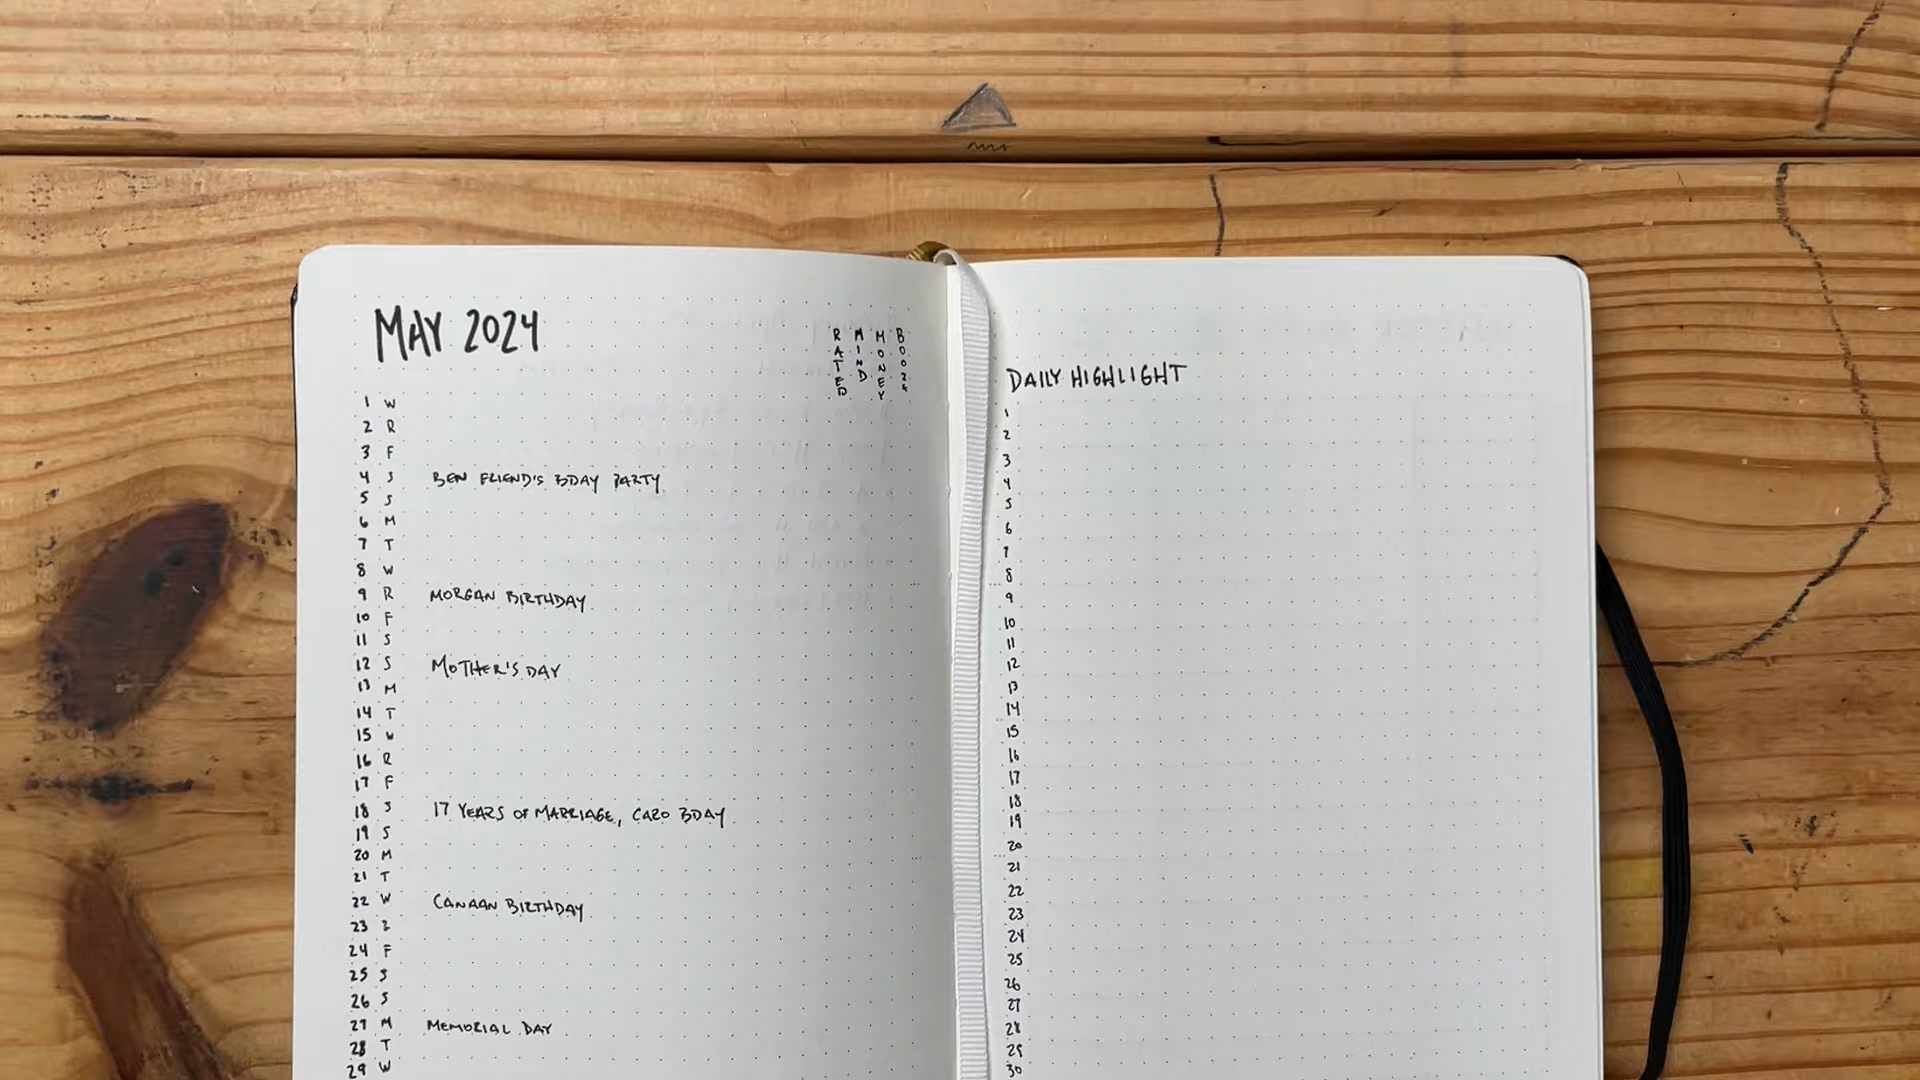 MAY 2024
RATED MIND MONEY BOOZE
1 W
2 R
3 F
4 S BEN FRIEND'S BDAY PARTY
5 S
6 M
7 T
8 W
9 R MORGAN BIRTHDAY
10 F
11 S
12 S MOTHER'S DAY
13 M
14 T
15 W
16 R
17 F
18 S 17 YEARS OF MARRIAGE, CARO BDAY
19 S
20 M
21 T
22 W CANAAN BIRTHDAY
23 R
24 F
25 S
26 S
27 M MEMORIAL DAY
28 T
29 W
DAILY HIGHLIGHT
1
2
3
4
5
6
7
8
9
10
11
12
13
14
15
16
17
18
19
20
21
22
23
24
25
26
27
28
29
30